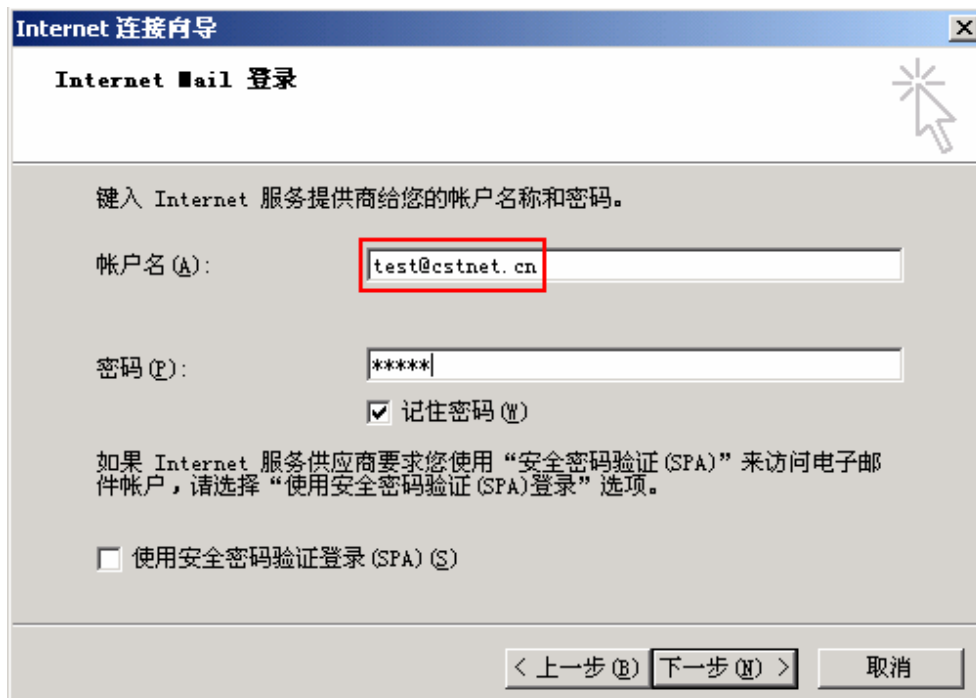 Internet 连接向导
Internet Mail 登录
键入 Internet 服务提供商给您的帐户名称和密码。
帐户名(A):
test@cstnet.cn
密码(P):
*****
记住密码(W)
如果 Internet 服务供应商要求您使用“安全密码验证(SPA)”来访问电子邮
件帐户,请选择“使用安全密码验证(SPA)登录”选项。
使用安全密码验证登录(SPA)(S)
< 上一步(B) 下一步(N) > 取消